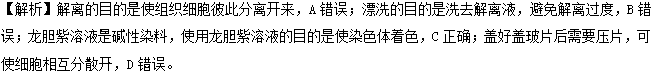 【解析】解离的目的是使组织细胞彼此分离开来，A错误；漂洗的目的是洗去解离液，避免解离过度，B错
误；龙胆紫溶液是碱性染料，使用龙胆紫溶液的目的是使染色体着色，C正确；盖好盖玻片后需要压片，可
使细胞相互分散开，D错误。